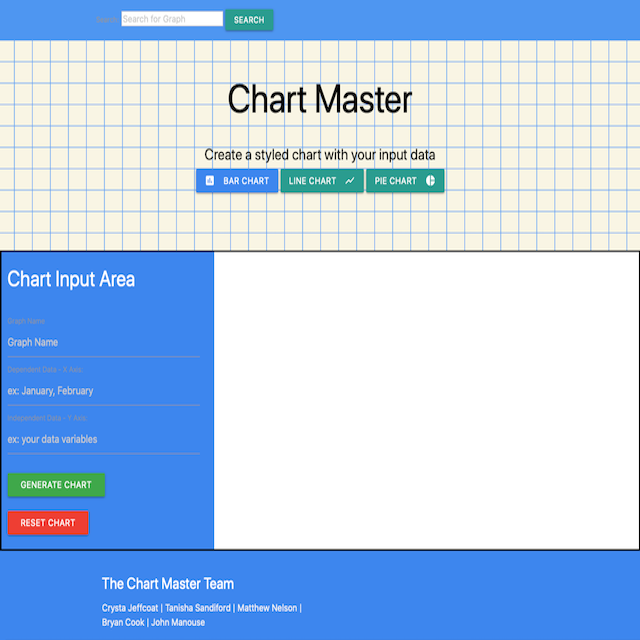 Search Search for Graph SEARCH
Chart Master
Create a styled chart with your input data
BAR CHART LINE CHART PIE CHART
Chart Input Area
Graph Name
Graph Name
Dependent Data - X Axis
ex: January, February
Independent Data - Y Axis
ex: your data variables
GENERATE CHART
RESET CHART
The Chart Master Team
Crysta Jeffcoat | Tanisha Sandiford | Matthew Nelson |
Bryan Cook | John Manouse